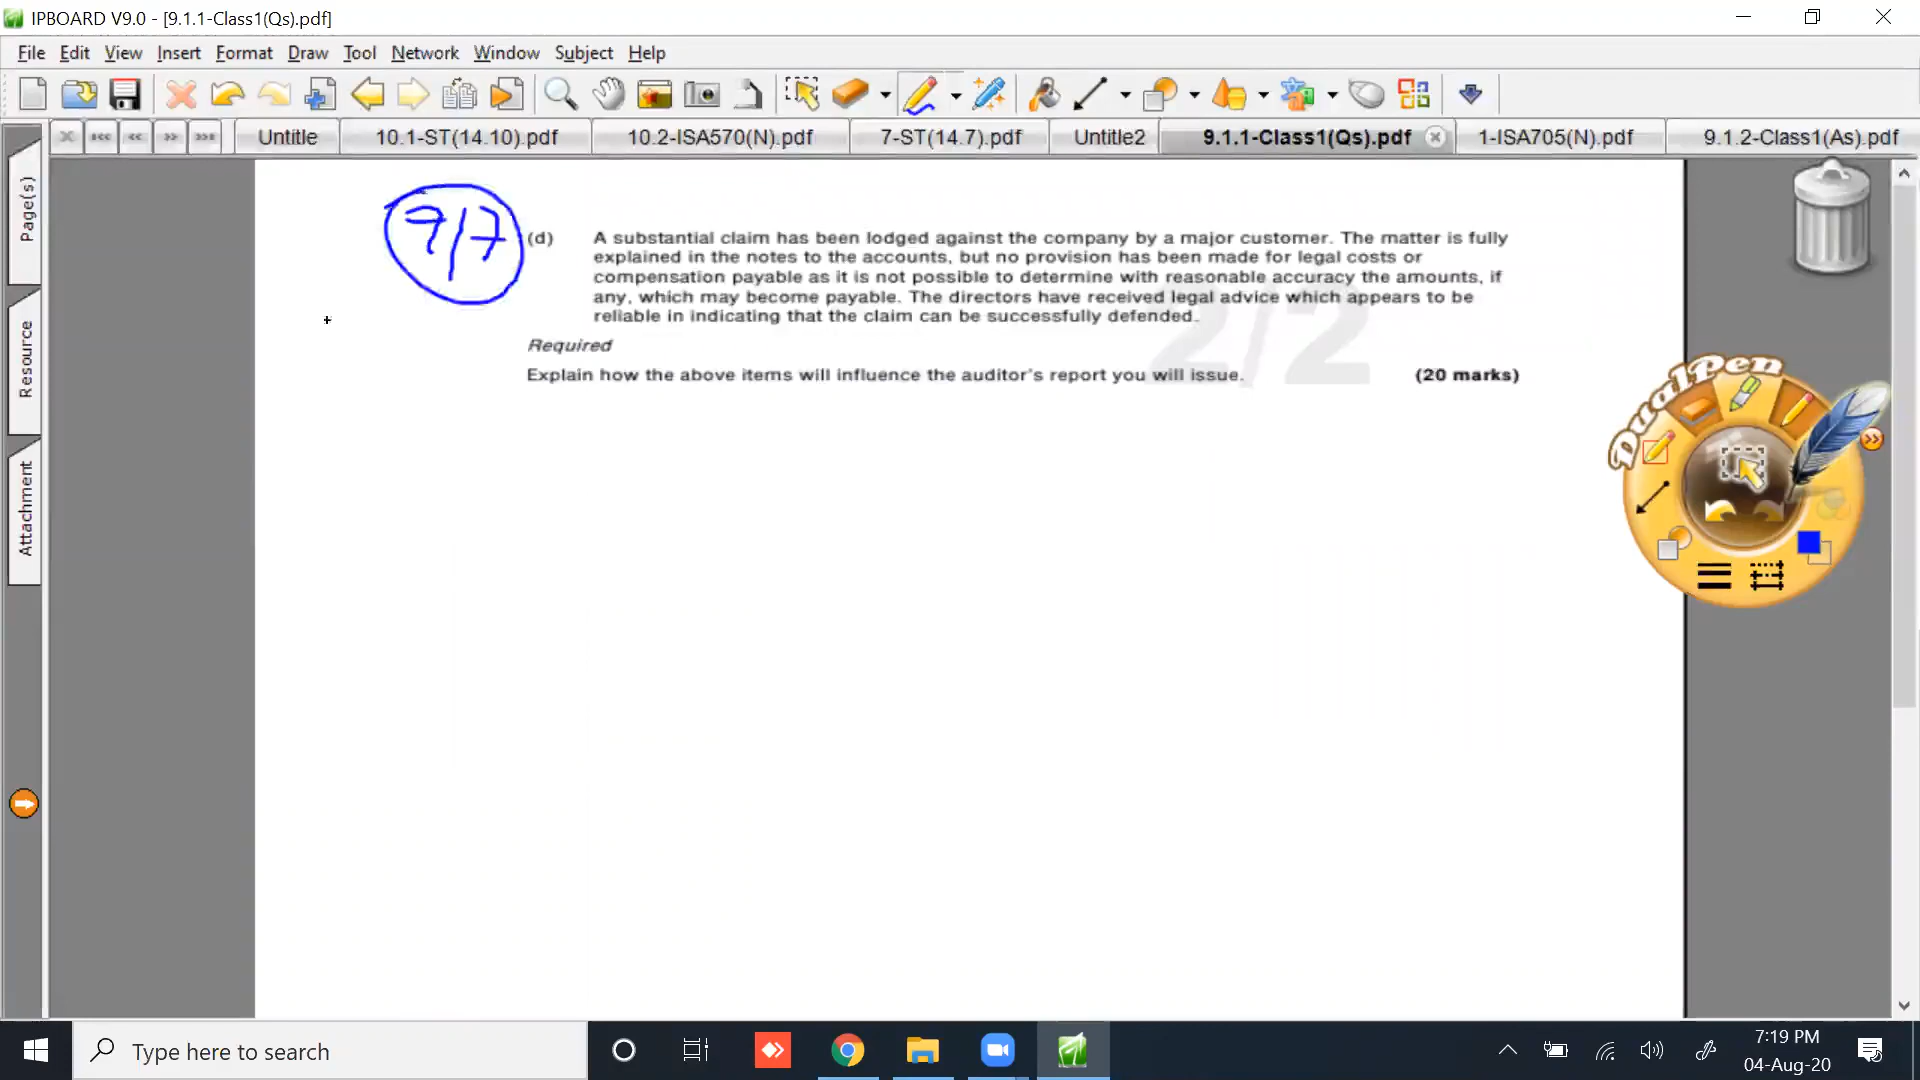 IPBOARD V9.0 - [9.1.1-Class1(Qs).pdf]
File Edit View Insert Format Draw Tool Network Window Subject Help
Untitle 10.1-ST(14.10).pdf 10.2-ISA570(N).pdf 7-ST(14.7).pdf Untitle2 9.1.1-Class1(Qs).pdf 1-ISA705(N).pdf 9.1.2-Class1(As).pdf
Page(s)
Resource
Attachment
9/7
(d) A substantial claim has been lodged against the company by a major customer. The matter is fully
explained in the notes to the accounts, but no provision has been made for legal costs or
compensation payable as it is not possible to determine with reasonable accuracy the amounts, if
any, which may become payable. The directors have received legal advice which appears to be
reliable in indicating that the claim can be successfully defended.
Required
Explain how the above items will influence the auditor's report you will issue. (20 marks)
2/2
DualPen
Type here to search
7:19 PM
04-Aug-20